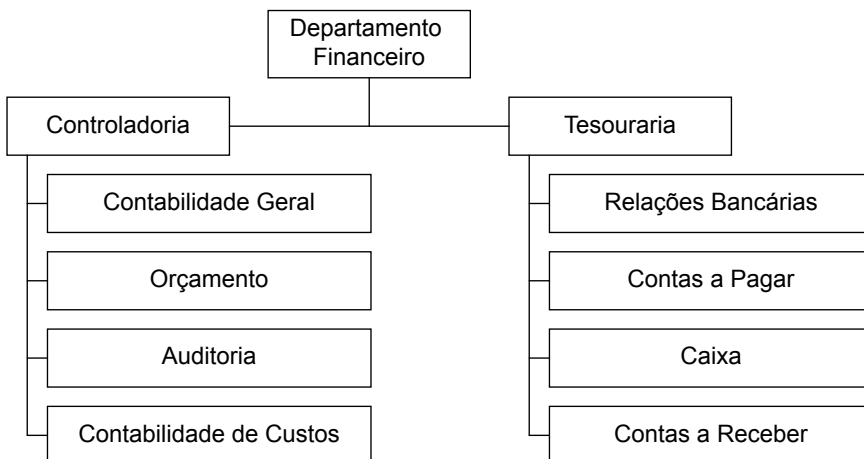 Departamento
Financeiro
Controladoria
Tesouraria
Contabilidade Geral
Relações Bancárias
Orçamento
Contas a Pagar
Auditoria
Caixa
Contabilidade de Custos
Contas a Receber